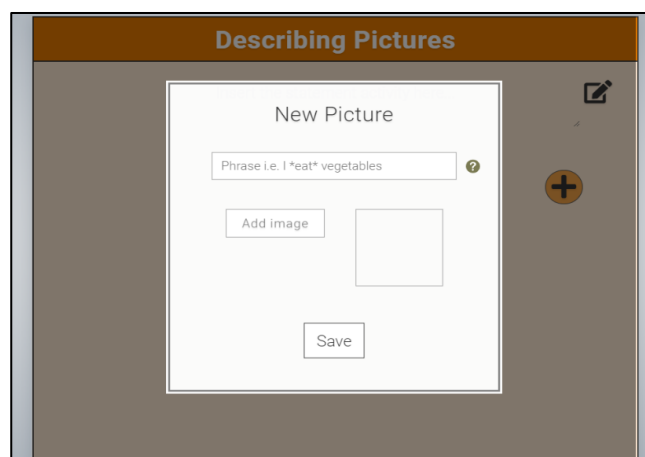 Describing Pictures
New Picture
Phrase i.e. I *eat* vegetables
Add image
Save